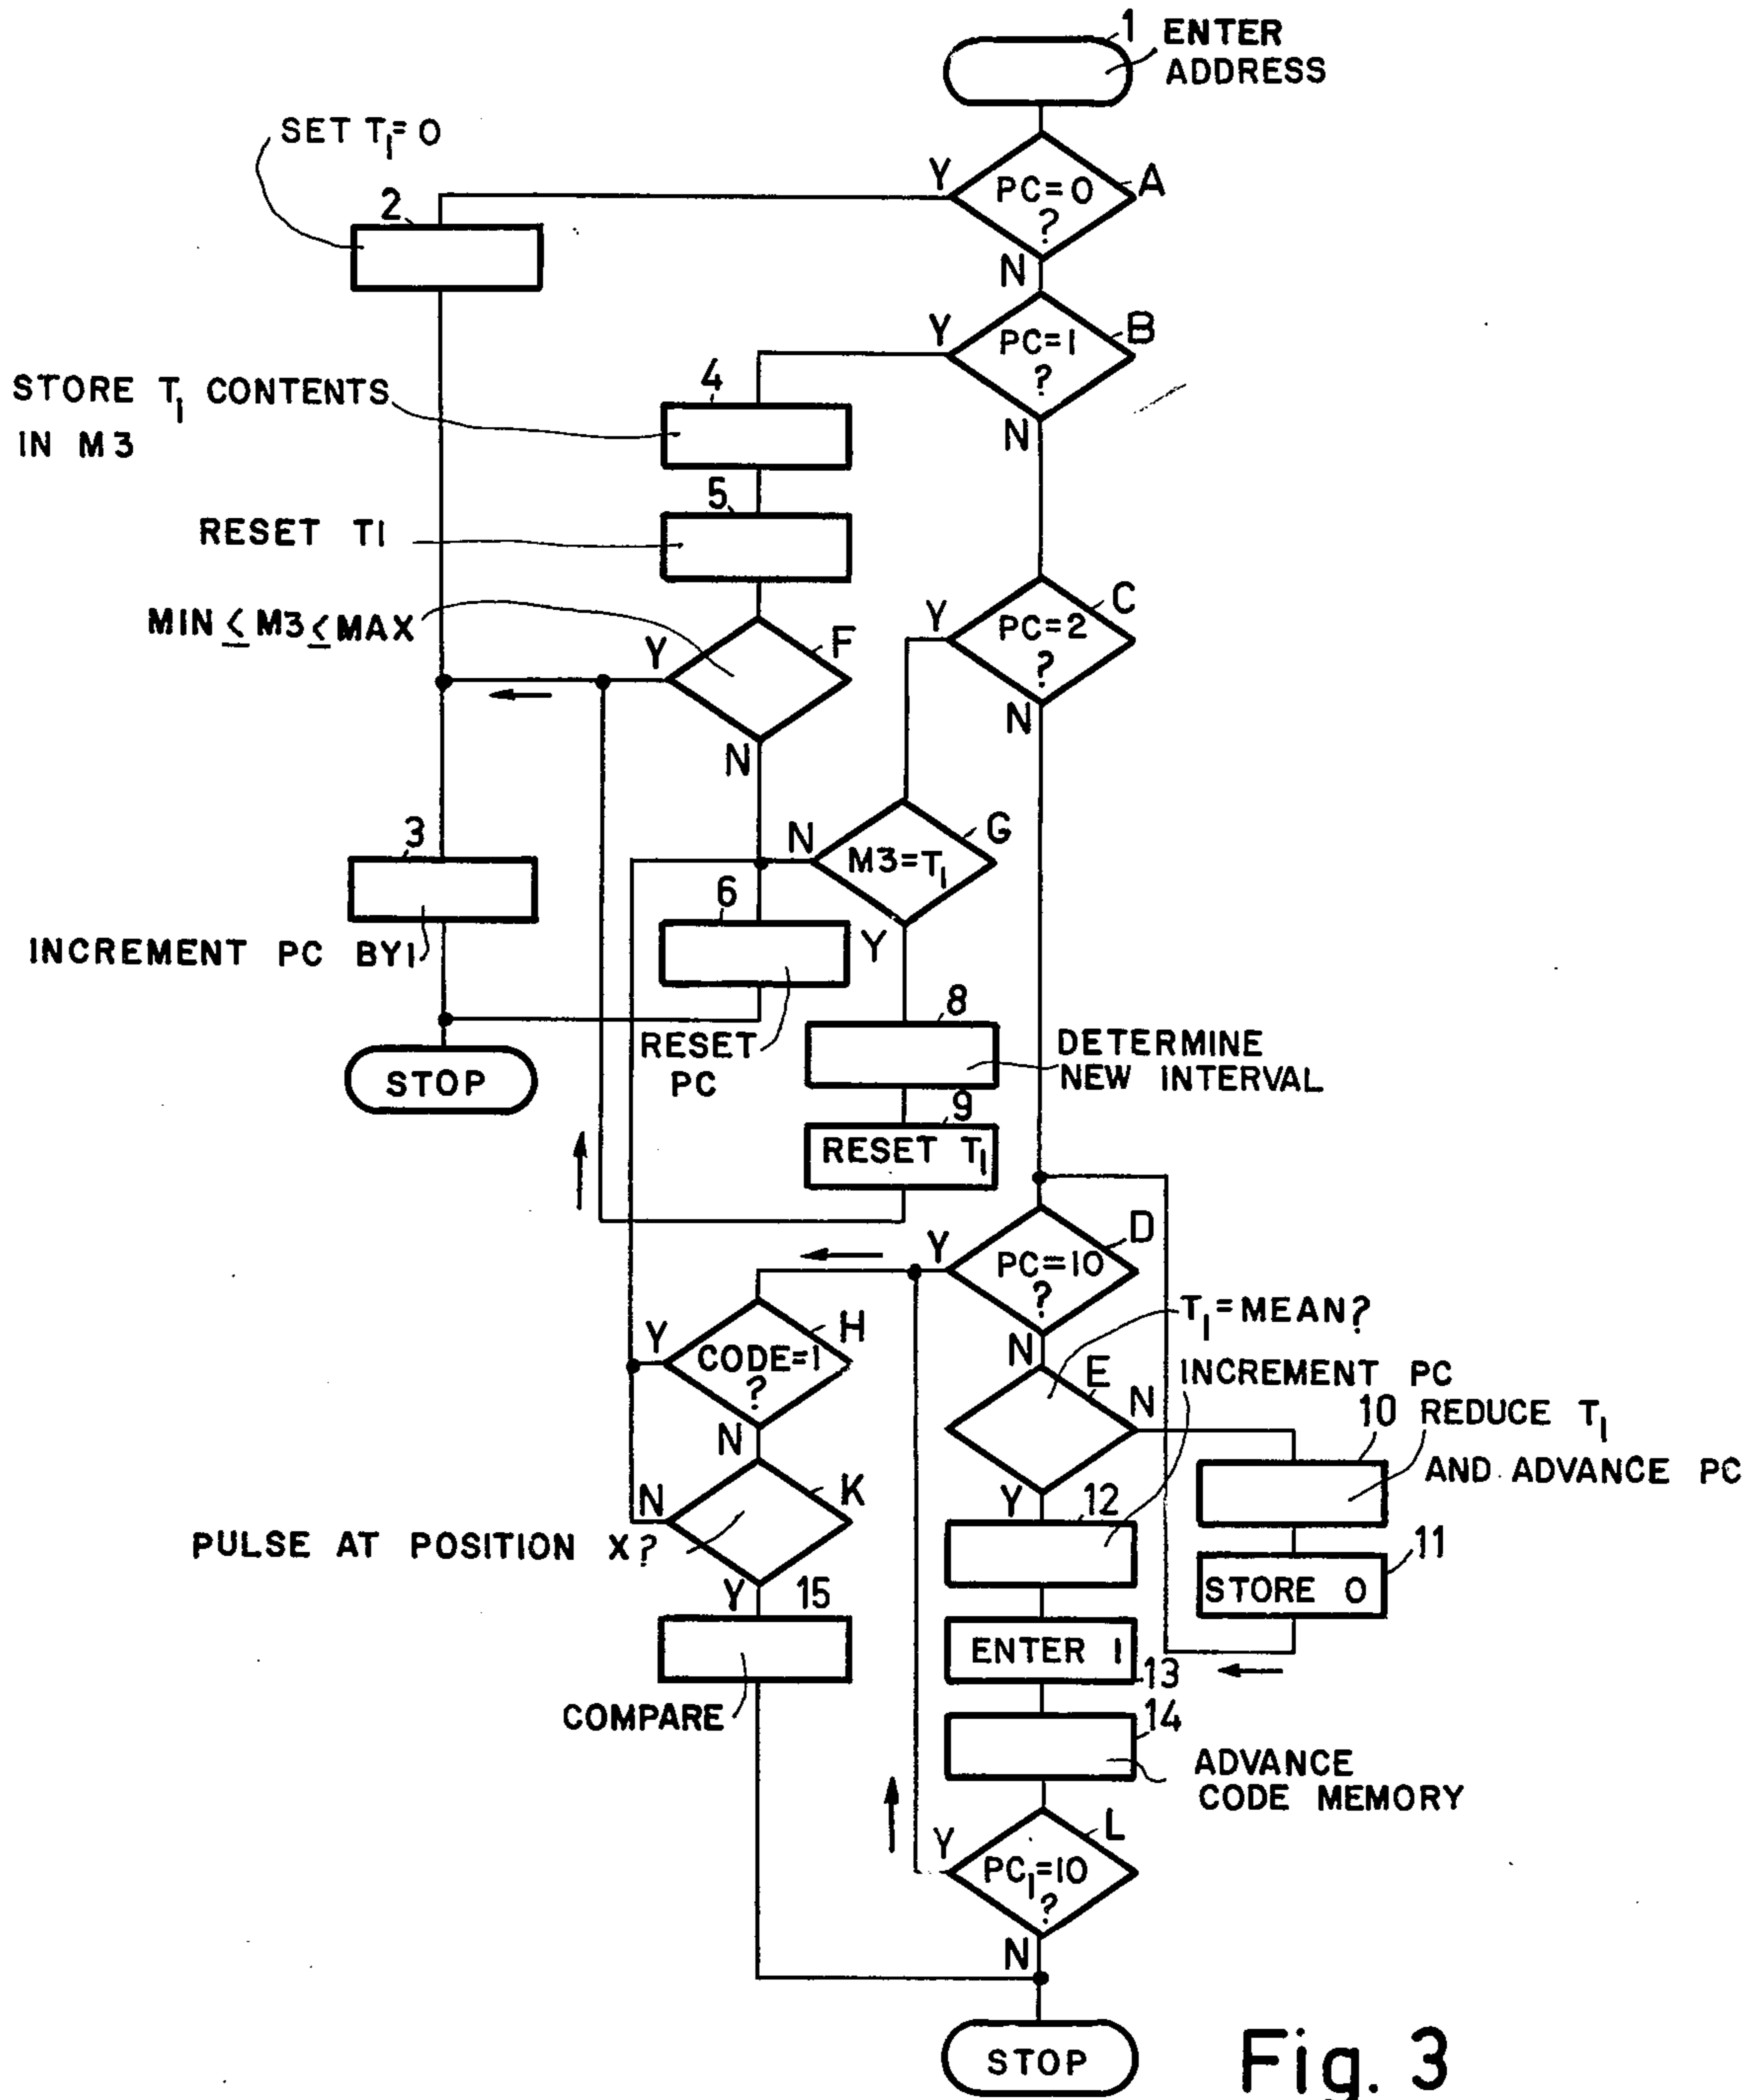 1 ENTER
ADDRESS
SET T1=0
Y
PC=0
?
A
2
N
Y
PC=1
?
B
STORE T1 CONTENTS
IN M3
4
N
5
RESET T1
MIN ≤ M3 ≤ MAX
Y
F
Y
PC=2
?
C
N
N
3
N
M3=T1
G
6
Y
INCREMENT PC BY1
8
RESET
PC
DETERMINE
NEW INTERVAL
STOP
9
RESET T1
Y
PC=10
?
D
T1=MEAN?
Y
CODE=1
?
H
N
E
INCREMENT PC
N
10 REDUCE T1
AND ADVANCE PC
N
N
K
Y
12
PULSE AT POSITION X?
11
STORE 0
Y
15
ENTER 1
13
COMPARE
14
ADVANCE
CODE MEMORY
Y
PC1=10
?
L
N
STOP
Fig. 3